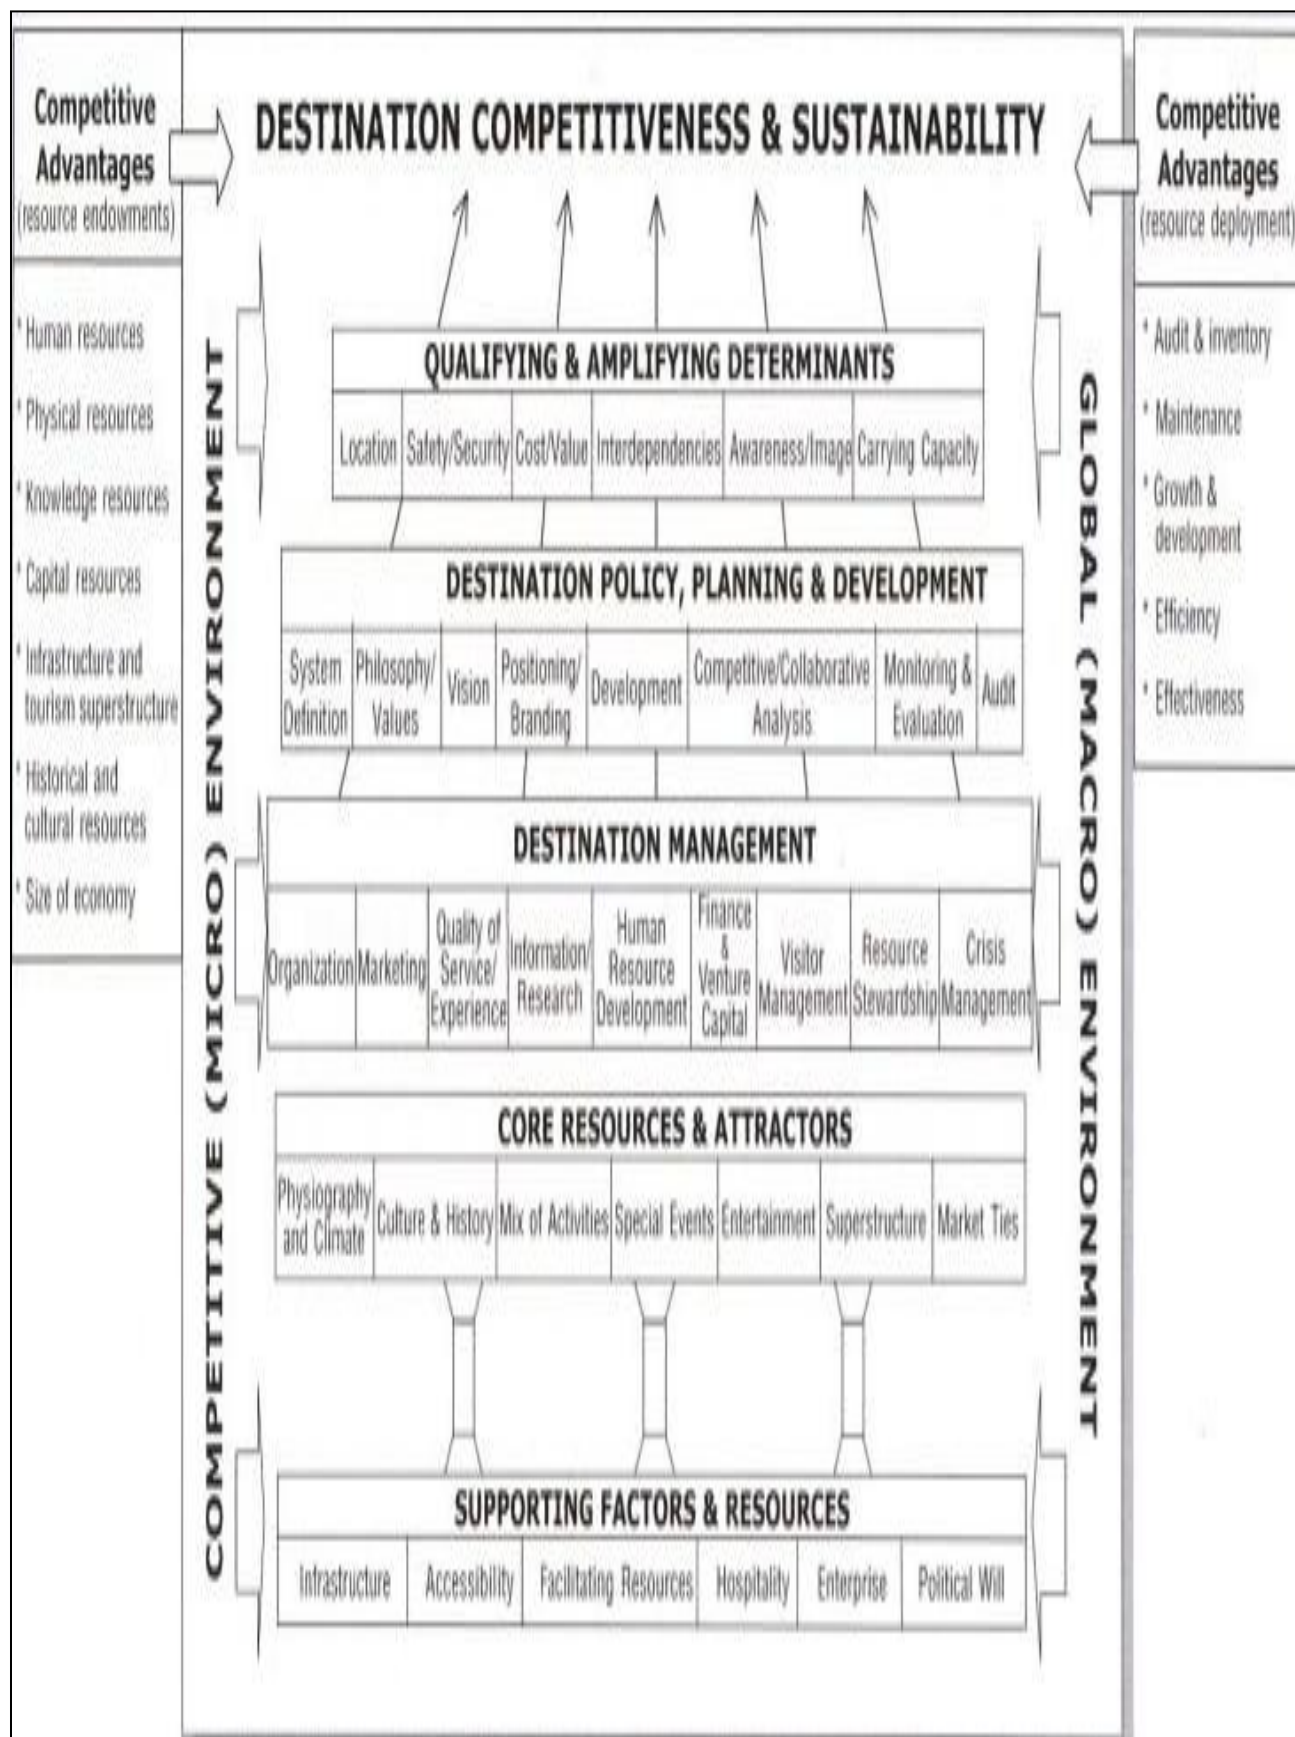 Competitive
Advantages
(resource endowments)
* Human resources
* Physical resources
* Knowledge resources
* Capital resources
* Infrastructure and
tourism superstructure
* Historical and
cultural resources
* Size of economy
COMPETITIVE (MICRO) ENVIRONMENT
DESTINATION COMPETITIVENESS & SUSTAINABILITY
QUALIFYING & AMPLIFYING DETERMINANTS
Location Safety/Security Cost/Value Interdependencies Awareness/Image Carrying Capacity
DESTINATION POLICY, PLANNING & DEVELOPMENT
System
Definition
Philosophy/
Values
Vision
Positioning/
Branding
Development
Competitive/Collaborative
Analysis
Monitoring &
Evaluation
Audit
DESTINATION MANAGEMENT
Organization
Marketing
Quality of
Service/
Experience
Information/
Research
Human
Resource
Development
Finance
&
Venture
Capital
Visitor
Management
Resource
Stewardship
Crisis
Management
CORE RESOURCES & ATTRACTORS
Physiography
and Climate
Culture & History
Mix of Activities
Special Events
Entertainment
Superstructure
Market Ties
SUPPORTING FACTORS & RESOURCES
Infrastructure Accessibility Facilitating Resources Hospitality Enterprise Political Will
GLOBAL (MACRO) ENVIRONMENT
Competitive
Advantages
(resource deployment)
* Audit & inventory
* Maintenance
* Growth &
development
* Efficiency
* Effectiveness